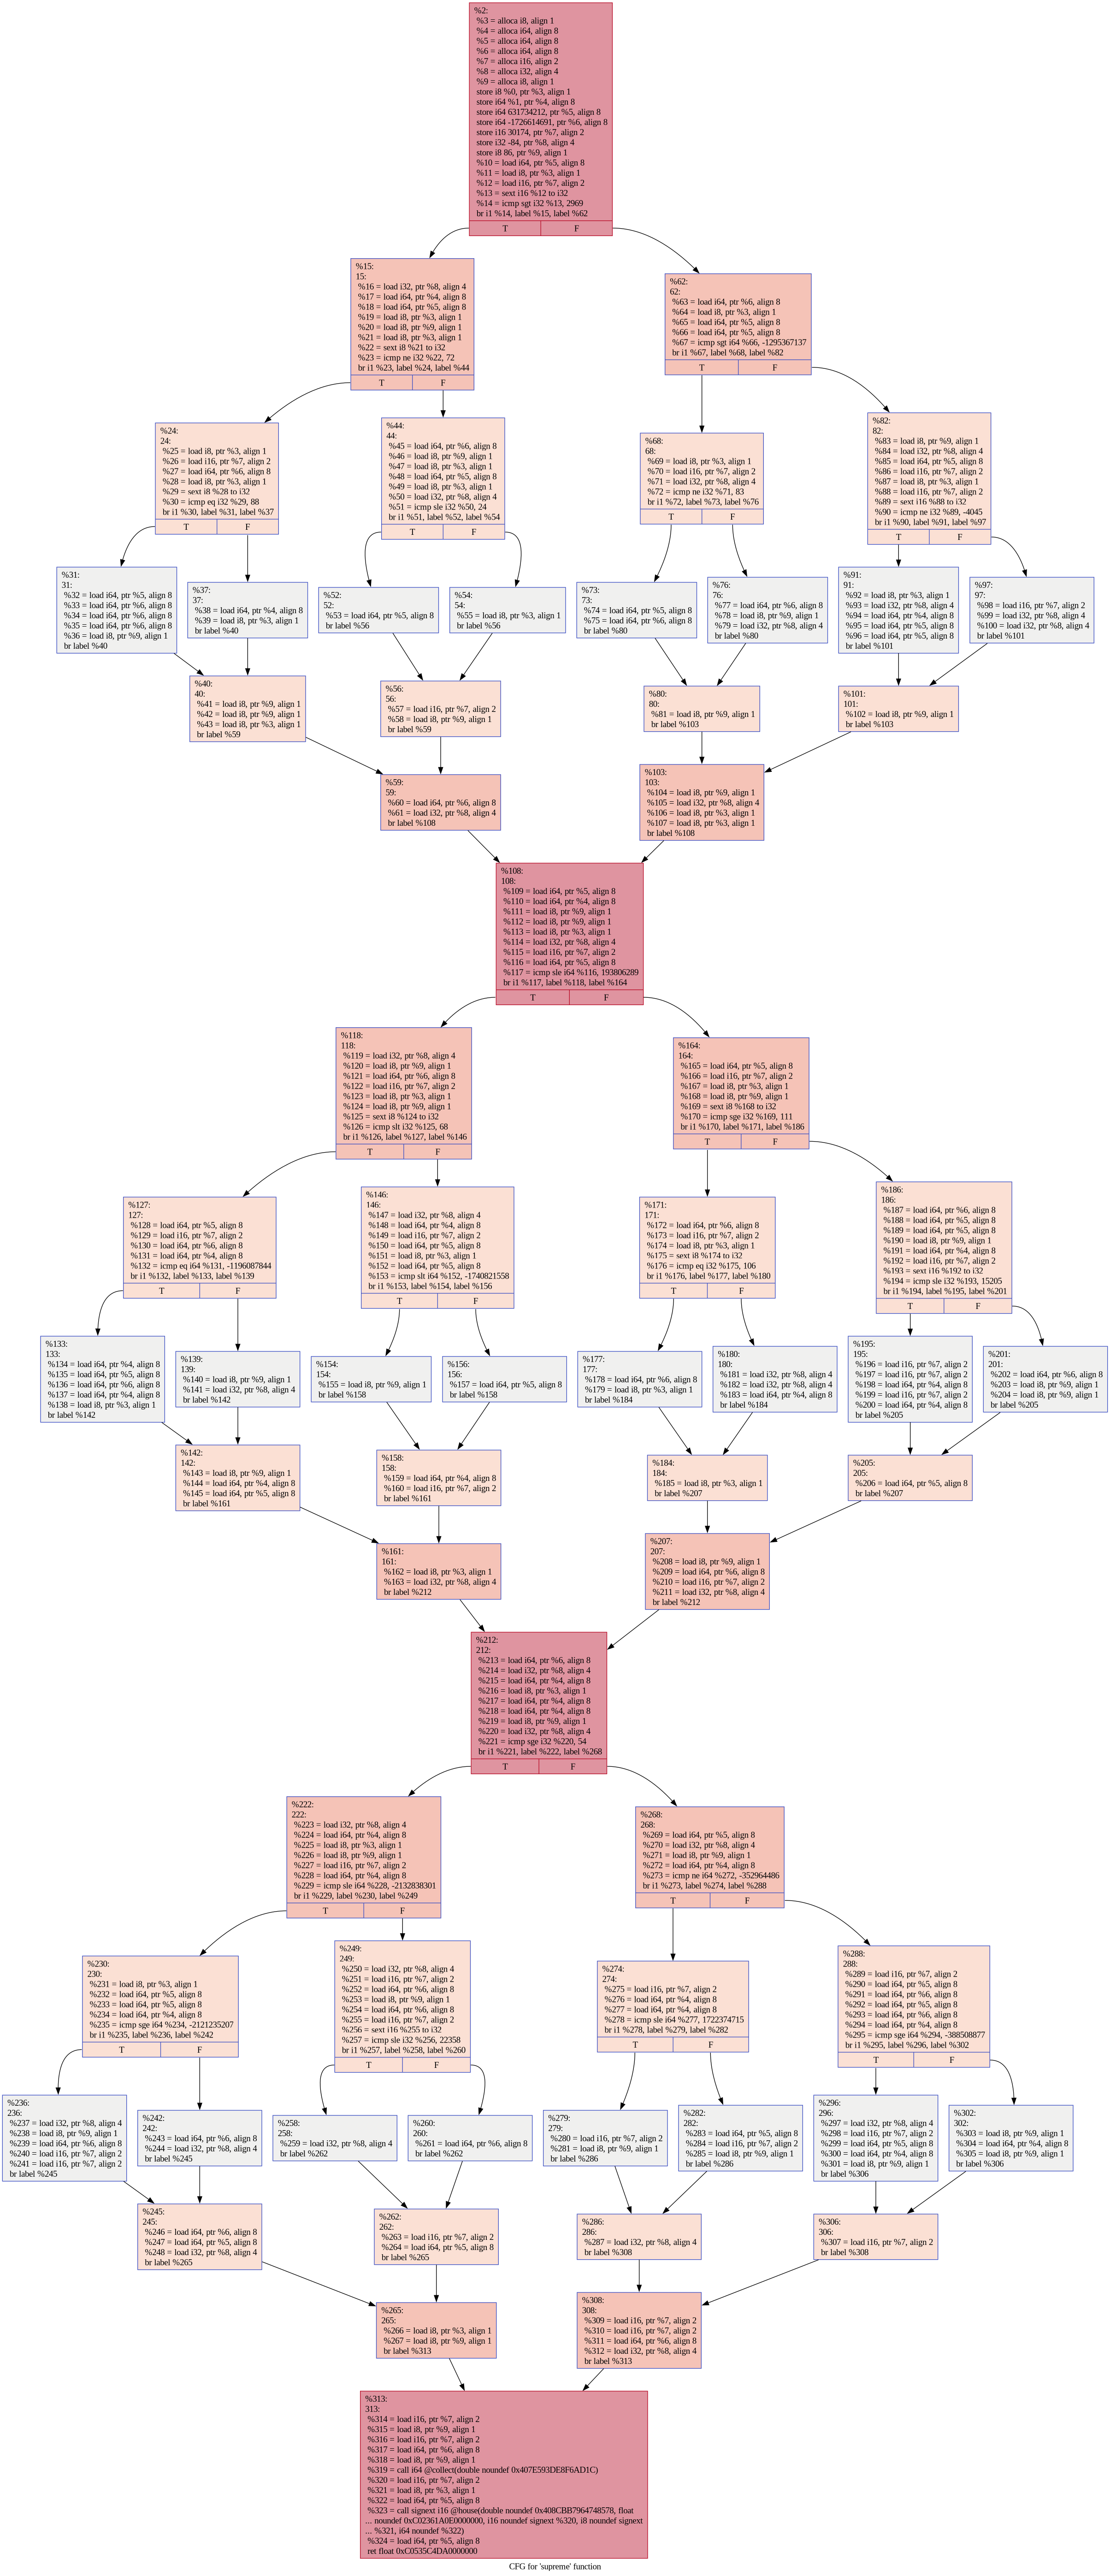 %2:
%3 = alloca i8, align 1
%4 = alloca i64, align 8
%5 = alloca i64, align 8
%6 = alloca i64, align 8
%7 = alloca i16, align 2
%8 = alloca i32, align 4
%9 = alloca i8, align 1
store i8 %0, ptr %3, align 1
store i64 %1, ptr %4, align 8
store i64 631734212, ptr %5, align 8
store i64 -1726614691, ptr %6, align 8
store i16 30174, ptr %7, align 2
store i32 -84, ptr %8, align 4
store i8 86, ptr %9, align 1
%10 = load i64, ptr %5, align 8
%11 = load i8, ptr %3, align 1
%12 = load i16, ptr %7, align 2
%13 = sext i16 %12 to i32
%14 = icmp sgt i32 %13, 2969
br i1 %14, label %15, label %62
T F
%15:
15:
%16 = load i32, ptr %8, align 4
%17 = load i64, ptr %4, align 8
%18 = load i64, ptr %5, align 8
%19 = load i8, ptr %3, align 1
%20 = load i8, ptr %9, align 1
%21 = load i8, ptr %3, align 1
%22 = sext i8 %21 to i32
%23 = icmp ne i32 %22, 72
br i1 %23, label %24, label %44
T F
%62:
62:
%63 = load i64, ptr %6, align 8
%64 = load i8, ptr %3, align 1
%65 = load i64, ptr %5, align 8
%66 = load i64, ptr %5, align 8
%67 = icmp sgt i64 %66, -1295367137
br i1 %67, label %68, label %82
T F
%24:
24:
%25 = load i8, ptr %3, align 1
%26 = load i16, ptr %7, align 2
%27 = load i64, ptr %6, align 8
%28 = load i8, ptr %3, align 1
%29 = sext i8 %28 to i32
%30 = icmp eq i32 %29, 88
br i1 %30, label %31, label %37
T F
%44:
44:
%45 = load i64, ptr %6, align 8
%46 = load i8, ptr %9, align 1
%47 = load i8, ptr %3, align 1
%48 = load i64, ptr %5, align 8
%49 = load i8, ptr %3, align 1
%50 = load i32, ptr %8, align 4
%51 = icmp sle i32 %50, 24
br i1 %51, label %52, label %54
T F
%68:
68:
%69 = load i8, ptr %3, align 1
%70 = load i16, ptr %7, align 2
%71 = load i32, ptr %8, align 4
%72 = icmp ne i32 %71, 83
br i1 %72, label %73, label %76
T F
%82:
82:
%83 = load i8, ptr %9, align 1
%84 = load i32, ptr %8, align 4
%85 = load i64, ptr %5, align 8
%86 = load i16, ptr %7, align 2
%87 = load i8, ptr %3, align 1
%88 = load i16, ptr %7, align 2
%89 = sext i16 %88 to i32
%90 = icmp ne i32 %89, -4045
br i1 %90, label %91, label %97
T F
%31:
31:
%32 = load i64, ptr %5, align 8
%33 = load i64, ptr %6, align 8
%34 = load i64, ptr %6, align 8
%35 = load i64, ptr %6, align 8
%36 = load i8, ptr %9, align 1
br label %40
%37:
37:
%38 = load i64, ptr %4, align 8
%39 = load i8, ptr %3, align 1
br label %40
%52:
52:
%53 = load i64, ptr %5, align 8
br label %56
%54:
54:
%55 = load i8, ptr %3, align 1
br label %56
%73:
73:
%74 = load i64, ptr %5, align 8
%75 = load i64, ptr %6, align 8
br label %80
%76:
76:
%77 = load i64, ptr %6, align 8
%78 = load i8, ptr %9, align 1
%79 = load i32, ptr %8, align 4
br label %80
%91:
91:
%92 = load i8, ptr %3, align 1
%93 = load i32, ptr %8, align 4
%94 = load i64, ptr %6, align 8
%95 = load i64, ptr %5, align 8
%96 = load i64, ptr %5, align 8
br label %101
%97:
97:
%98 = load i16, ptr %7, align 2
%99 = load i32, ptr %8, align 4
%100 = load i32, ptr %8, align 4
br label %101
%40:
40:
%41 = load i8, ptr %9, align 1
%42 = load i8, ptr %9, align 1
%43 = load i8, ptr %3, align 1
br label %59
%56:
56:
%57 = load i16, ptr %7, align 2
%58 = load i8, ptr %9, align 1
br label %59
%80:
80:
%81 = load i8, ptr %9, align 1
br label %103
%101:
101:
%102 = load i8, ptr %9, align 1
br label %103
%59:
59:
%60 = load i64, ptr %6, align 8
%61 = load i32, ptr %8, align 4
br label %108
%103:
103:
%104 = load i8, ptr %9, align 1
%105 = load i32, ptr %8, align 4
%106 = load i8, ptr %3, align 1
%107 = load i8, ptr %3, align 1
br label %108
%108:
108:
%109 = load i64, ptr %5, align 8
%110 = load i64, ptr %4, align 8
%111 = load i8, ptr %9, align 1
%112 = load i8, ptr %9, align 1
%113 = load i8, ptr %3, align 1
%114 = load i32, ptr %8, align 4
%115 = load i16, ptr %7, align 2
%116 = load i64, ptr %5, align 8
%117 = icmp sle i64 %116, 193806289
br i1 %117, label %118, label %164
T F
%118:
118:
%119 = load i32, ptr %8, align 4
%120 = load i8, ptr %9, align 1
%121 = load i64, ptr %6, align 8
%122 = load i16, ptr %7, align 2
%123 = load i8, ptr %3, align 1
%124 = load i8, ptr %9, align 1
%125 = sext i8 %124 to i32
%126 = icmp slt i32 %125, 68
br i1 %126, label %127, label %146
T F
%164:
164:
%165 = load i64, ptr %5, align 8
%166 = load i16, ptr %7, align 2
%167 = load i8, ptr %3, align 1
%168 = load i8, ptr %9, align 1
%169 = sext i8 %168 to i32
%170 = icmp sge i32 %169, 111
br i1 %170, label %171, label %186
T F
%127:
127:
%128 = load i64, ptr %5, align 8
%129 = load i16, ptr %7, align 2
%130 = load i64, ptr %6, align 8
%131 = load i64, ptr %4, align 8
%132 = icmp eq i64 %131, -1196087844
br i1 %132, label %133, label %139
T F
%146:
146:
%147 = load i32, ptr %8, align 4
%148 = load i64, ptr %4, align 8
%149 = load i16, ptr %7, align 2
%150 = load i64, ptr %5, align 8
%151 = load i8, ptr %3, align 1
%152 = load i64, ptr %5, align 8
%153 = icmp slt i64 %152, -1740821558
br i1 %153, label %154, label %156
T F
%171:
171:
%172 = load i64, ptr %6, align 8
%173 = load i16, ptr %7, align 2
%174 = load i8, ptr %3, align 1
%175 = sext i8 %174 to i32
%176 = icmp eq i32 %175, 106
br i1 %176, label %177, label %180
T F
%186:
186:
%187 = load i64, ptr %6, align 8
%188 = load i64, ptr %5, align 8
%189 = load i64, ptr %5, align 8
%190 = load i8, ptr %9, align 1
%191 = load i64, ptr %4, align 8
%192 = load i16, ptr %7, align 2
%193 = sext i16 %192 to i32
%194 = icmp sle i32 %193, 15205
br i1 %194, label %195, label %201
T F
%133:
133:
%134 = load i64, ptr %4, align 8
%135 = load i64, ptr %5, align 8
%136 = load i64, ptr %6, align 8
%137 = load i64, ptr %4, align 8
%138 = load i8, ptr %3, align 1
br label %142
%139:
139:
%140 = load i8, ptr %9, align 1
%141 = load i32, ptr %8, align 4
br label %142
%154:
154:
%155 = load i8, ptr %9, align 1
br label %158
%156:
156:
%157 = load i64, ptr %5, align 8
br label %158
%177:
177:
%178 = load i64, ptr %6, align 8
%179 = load i8, ptr %3, align 1
br label %184
%180:
180:
%181 = load i32, ptr %8, align 4
%182 = load i32, ptr %8, align 4
%183 = load i64, ptr %4, align 8
br label %184
%195:
195:
%196 = load i16, ptr %7, align 2
%197 = load i16, ptr %7, align 2
%198 = load i64, ptr %4, align 8
%199 = load i16, ptr %7, align 2
%200 = load i64, ptr %4, align 8
br label %205
%201:
201:
%202 = load i64, ptr %6, align 8
%203 = load i8, ptr %9, align 1
%204 = load i8, ptr %9, align 1
br label %205
%142:
142:
%143 = load i8, ptr %9, align 1
%144 = load i64, ptr %4, align 8
%145 = load i64, ptr %5, align 8
br label %161
%158:
158:
%159 = load i64, ptr %4, align 8
%160 = load i16, ptr %7, align 2
br label %161
%184:
184:
%185 = load i8, ptr %3, align 1
br label %207
%205:
205:
%206 = load i64, ptr %5, align 8
br label %207
%161:
161:
%162 = load i8, ptr %3, align 1
%163 = load i32, ptr %8, align 4
br label %212
%207:
207:
%208 = load i8, ptr %9, align 1
%209 = load i64, ptr %6, align 8
%210 = load i16, ptr %7, align 2
%211 = load i32, ptr %8, align 4
br label %212
%212:
212:
%213 = load i64, ptr %6, align 8
%214 = load i32, ptr %8, align 4
%215 = load i64, ptr %4, align 8
%216 = load i8, ptr %3, align 1
%217 = load i64, ptr %4, align 8
%218 = load i64, ptr %4, align 8
%219 = load i8, ptr %9, align 1
%220 = load i32, ptr %8, align 4
%221 = icmp sge i32 %220, 54
br i1 %221, label %222, label %268
T F
%222:
222:
%223 = load i32, ptr %8, align 4
%224 = load i64, ptr %4, align 8
%225 = load i8, ptr %3, align 1
%226 = load i8, ptr %9, align 1
%227 = load i16, ptr %7, align 2
%228 = load i64, ptr %4, align 8
%229 = icmp sle i64 %228, -2132838301
br i1 %229, label %230, label %249
T F
%268:
268:
%269 = load i64, ptr %5, align 8
%270 = load i32, ptr %8, align 4
%271 = load i8, ptr %9, align 1
%272 = load i64, ptr %4, align 8
%273 = icmp ne i64 %272, -352964486
br i1 %273, label %274, label %288
T F
%230:
230:
%231 = load i8, ptr %3, align 1
%232 = load i64, ptr %5, align 8
%233 = load i64, ptr %5, align 8
%234 = load i64, ptr %4, align 8
%235 = icmp sge i64 %234, -2121235207
br i1 %235, label %236, label %242
T F
%249:
249:
%250 = load i32, ptr %8, align 4
%251 = load i16, ptr %7, align 2
%252 = load i64, ptr %6, align 8
%253 = load i8, ptr %9, align 1
%254 = load i64, ptr %6, align 8
%255 = load i16, ptr %7, align 2
%256 = sext i16 %255 to i32
%257 = icmp sle i32 %256, 22358
br i1 %257, label %258, label %260
T F
%274:
274:
%275 = load i16, ptr %7, align 2
%276 = load i64, ptr %4, align 8
%277 = load i64, ptr %4, align 8
%278 = icmp sle i64 %277, 1722374715
br i1 %278, label %279, label %282
T F
%288:
288:
%289 = load i16, ptr %7, align 2
%290 = load i64, ptr %5, align 8
%291 = load i64, ptr %6, align 8
%292 = load i64, ptr %5, align 8
%293 = load i64, ptr %6, align 8
%294 = load i64, ptr %4, align 8
%295 = icmp sge i64 %294, -388508877
br i1 %295, label %296, label %302
T F
%236:
236:
%237 = load i32, ptr %8, align 4
%238 = load i8, ptr %9, align 1
%239 = load i64, ptr %6, align 8
%240 = load i16, ptr %7, align 2
%241 = load i16, ptr %7, align 2
br label %245
%242:
242:
%243 = load i64, ptr %6, align 8
%244 = load i32, ptr %8, align 4
br label %245
%258:
258:
%259 = load i32, ptr %8, align 4
br label %262
%260:
260:
%261 = load i64, ptr %6, align 8
br label %262
%279:
279:
%280 = load i16, ptr %7, align 2
%281 = load i8, ptr %9, align 1
br label %286
%282:
282:
%283 = load i64, ptr %5, align 8
%284 = load i16, ptr %7, align 2
%285 = load i8, ptr %9, align 1
br label %286
%296:
296:
%297 = load i32, ptr %8, align 4
%298 = load i16, ptr %7, align 2
%299 = load i64, ptr %5, align 8
%300 = load i64, ptr %4, align 8
%301 = load i8, ptr %9, align 1
br label %306
%302:
302:
%303 = load i8, ptr %9, align 1
%304 = load i64, ptr %4, align 8
%305 = load i8, ptr %9, align 1
br label %306
%245:
245:
%246 = load i64, ptr %6, align 8
%247 = load i64, ptr %5, align 8
%248 = load i32, ptr %8, align 4
br label %265
%262:
262:
%263 = load i16, ptr %7, align 2
%264 = load i64, ptr %5, align 8
br label %265
%286:
286:
%287 = load i32, ptr %8, align 4
br label %308
%306:
306:
%307 = load i16, ptr %7, align 2
br label %308
%265:
265:
%266 = load i8, ptr %3, align 1
%267 = load i8, ptr %9, align 1
br label %313
%308:
308:
%309 = load i16, ptr %7, align 2
%310 = load i16, ptr %7, align 2
%311 = load i64, ptr %6, align 8
%312 = load i32, ptr %8, align 4
br label %313
%313:
313:
%314 = load i16, ptr %7, align 2
%315 = load i8, ptr %9, align 1
%316 = load i16, ptr %7, align 2
%317 = load i64, ptr %6, align 8
%318 = load i8, ptr %9, align 1
%319 = call i64 @collect(double noundef 0x407E593DE8F6AD1C)
%320 = load i16, ptr %7, align 2
%321 = load i8, ptr %3, align 1
%322 = load i64, ptr %5, align 8
%323 = call signext i16 @house(double noundef 0x408CBB7964748578, float
... noundef 0xC02361A0E0000000, i16 noundef signext %320, i8 noundef signext
... %321, i64 noundef %322)
%324 = load i64, ptr %5, align 8
ret float 0xC0535C4DA0000000
CFG for 'supreme' function